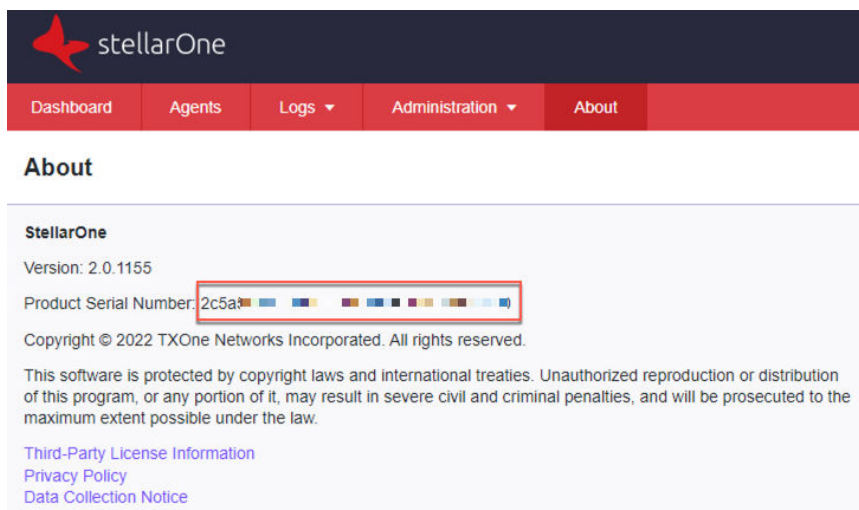 stellarOne
Dashboard Agents Logs Administration About
About
StellarOne
Version: 2.0.1155
Product Serial Number:
Copyright © 2022 TXOne Networks Incorporated. All rights reserved.
This software is protected by copyright laws and international treaties. Unauthorized reproduction or distribution
of this program, or any portion of it, may result in severe civil and criminal penalties, and will be prosecuted to the
maximum extent possible under the law.
Third-Party License Information
Privacy Policy
Data Collection Notice